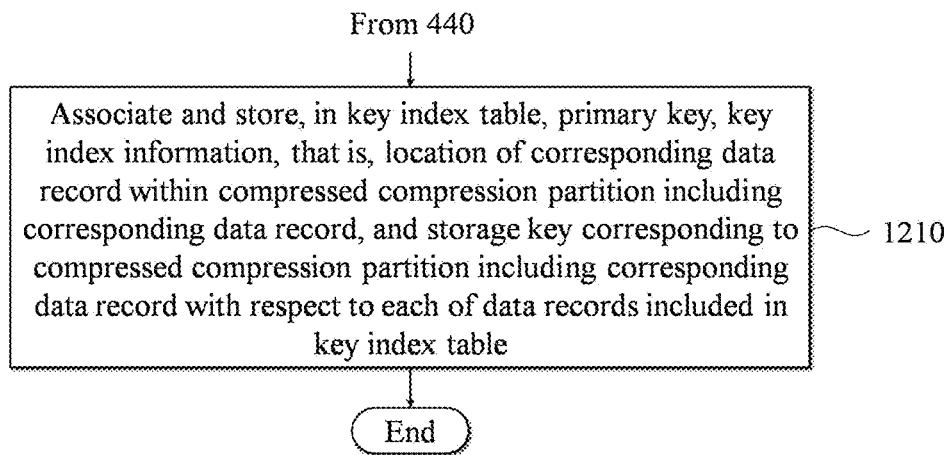 From 440
Associate and store, in key index table, primary key, key
index information, that is, location of corresponding data
record within compressed compression partition including
corresponding data record, and storage key corresponding to
compressed compression partition including corresponding
data record with respect to each of data records included in
key index table
1210
End